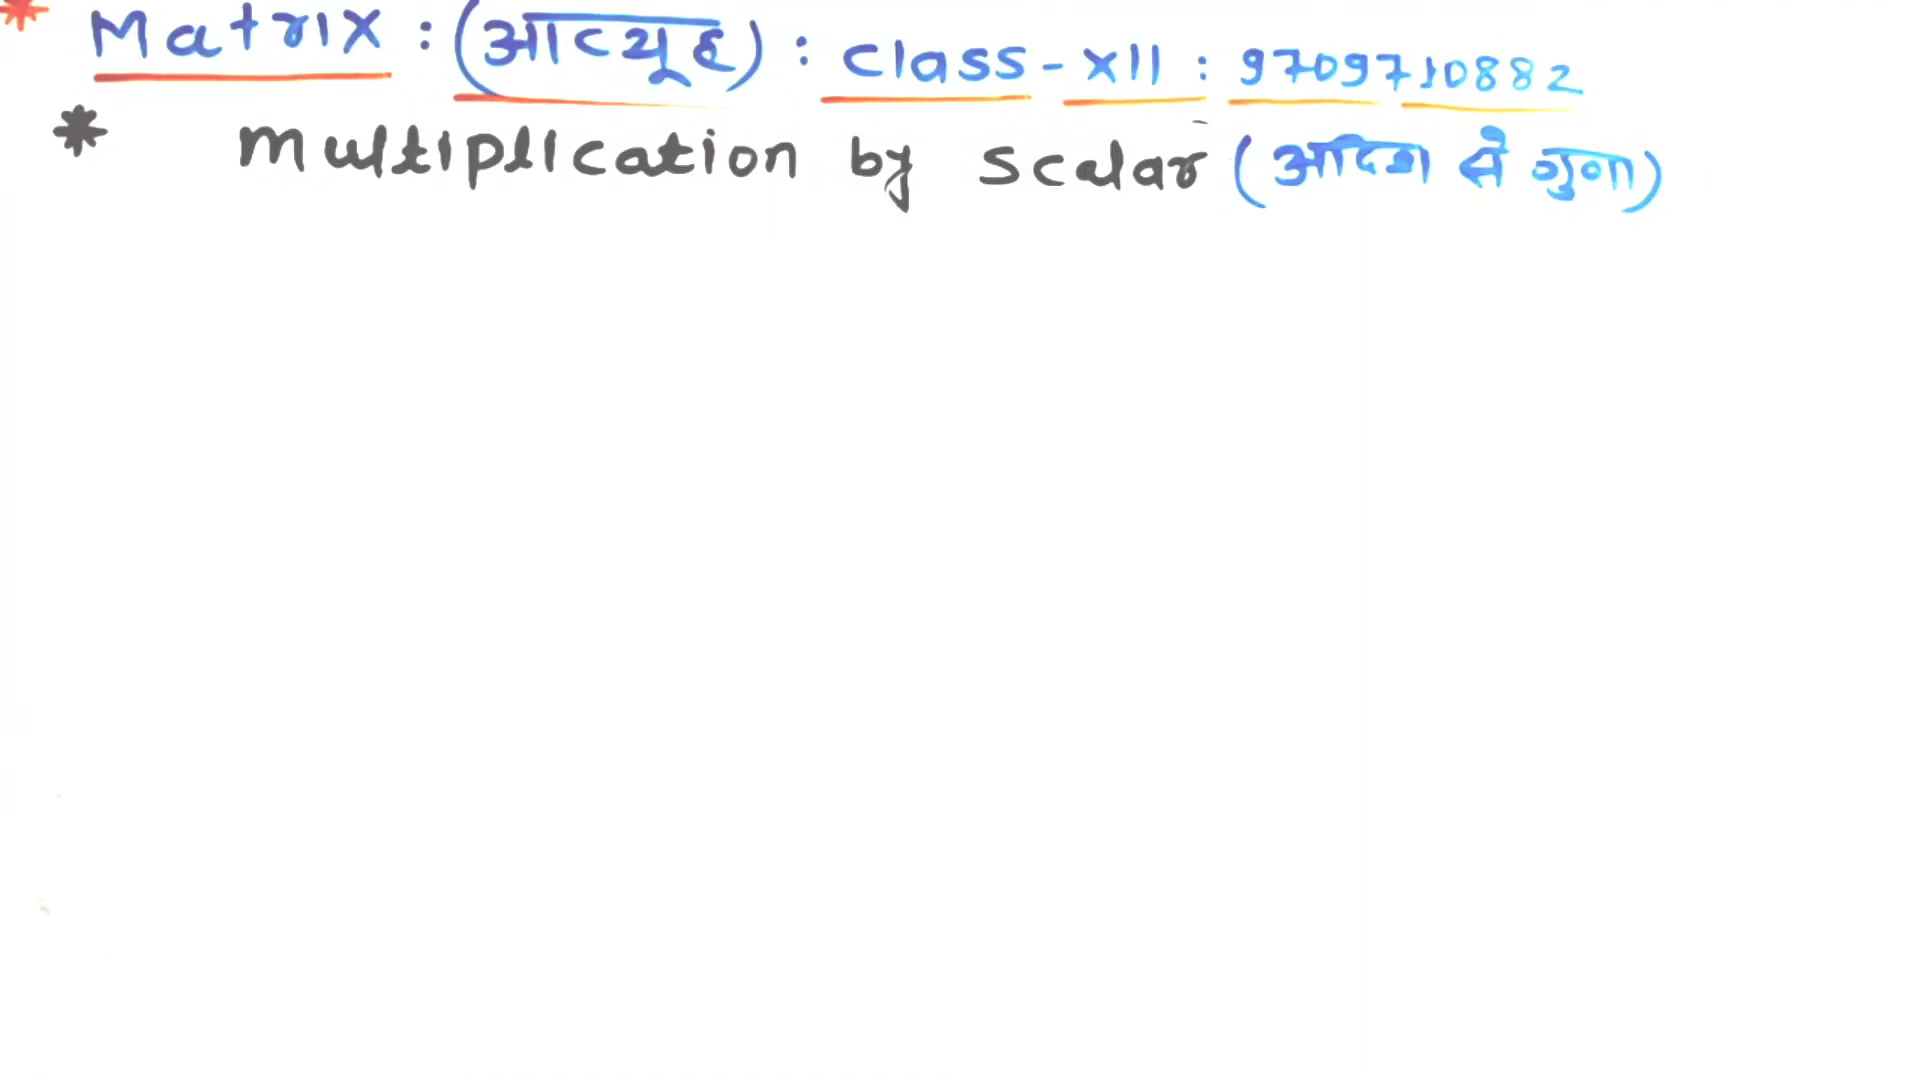 * Matrix : (आव्यूह) : Class - XII : 9709710882
* Multiplication by Scalar (अदिश से गुणा)